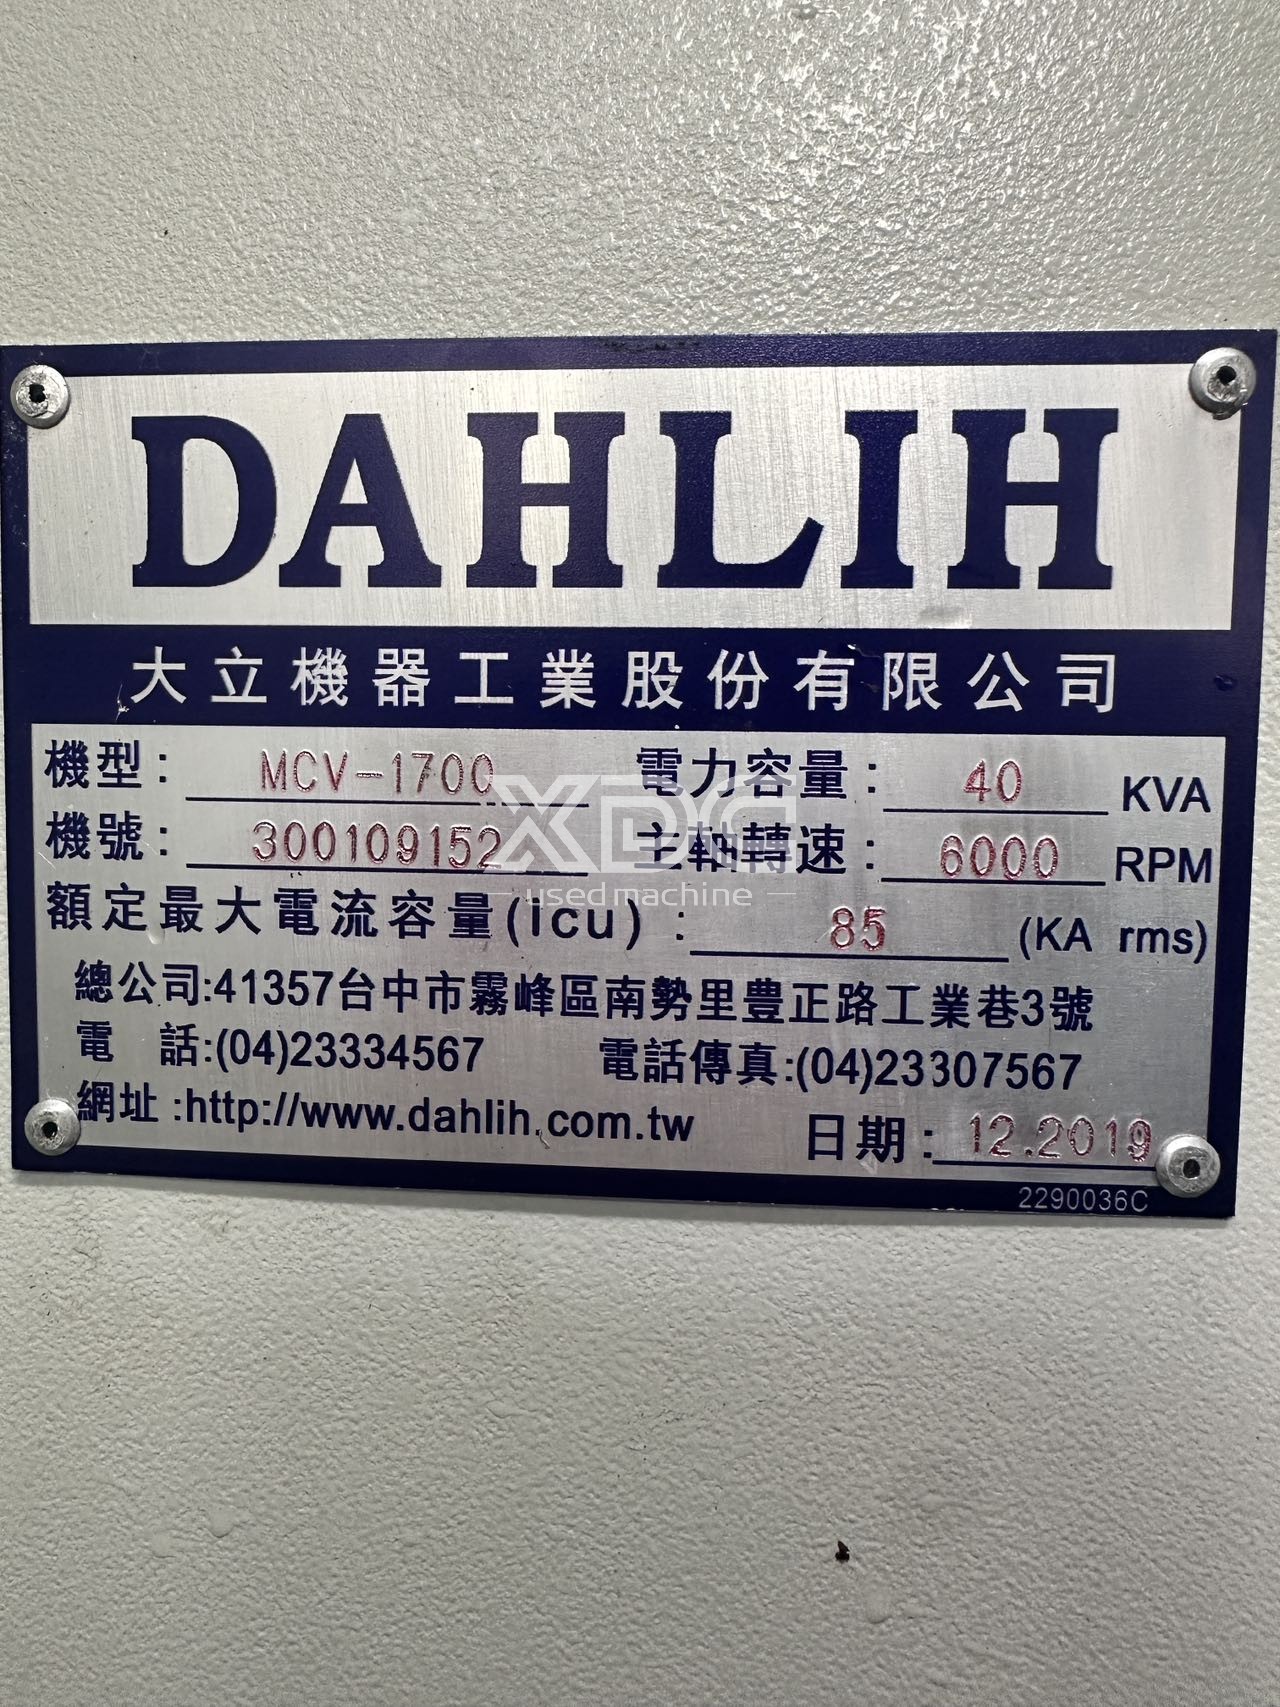 DAHLIH
大立機器工業股份有限公司
機型: MCV-1700 電力容量: 40 KVA
機號: 300109152 主軸轉速: 6000 RPM
額定最大電流容量(Icu): 85 (KA rms)
總公司:41357台中市霧峰區南勢里豊正路工業巷3號
電 話:(04)23334567 電話傳真:(04)23307567
網址:http://www.dahlih.com.tw 日期: 12.2019
2290036C
XDC
used machine